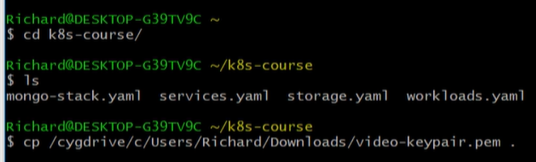 Richard@DESKTOP-G39TV9C ~
$ cd k8s-course/
Richard@DESKTOP-G39TV9C ~/k8s-course
$ ls
mongo-stack.yaml  services.yaml  storage.yaml  workloads.yaml
Richard@DESKTOP-G39TV9C ~/k8s-course
$ cp /cygdrive/c/Users/Richard/Downloads/video-keypair.pem .